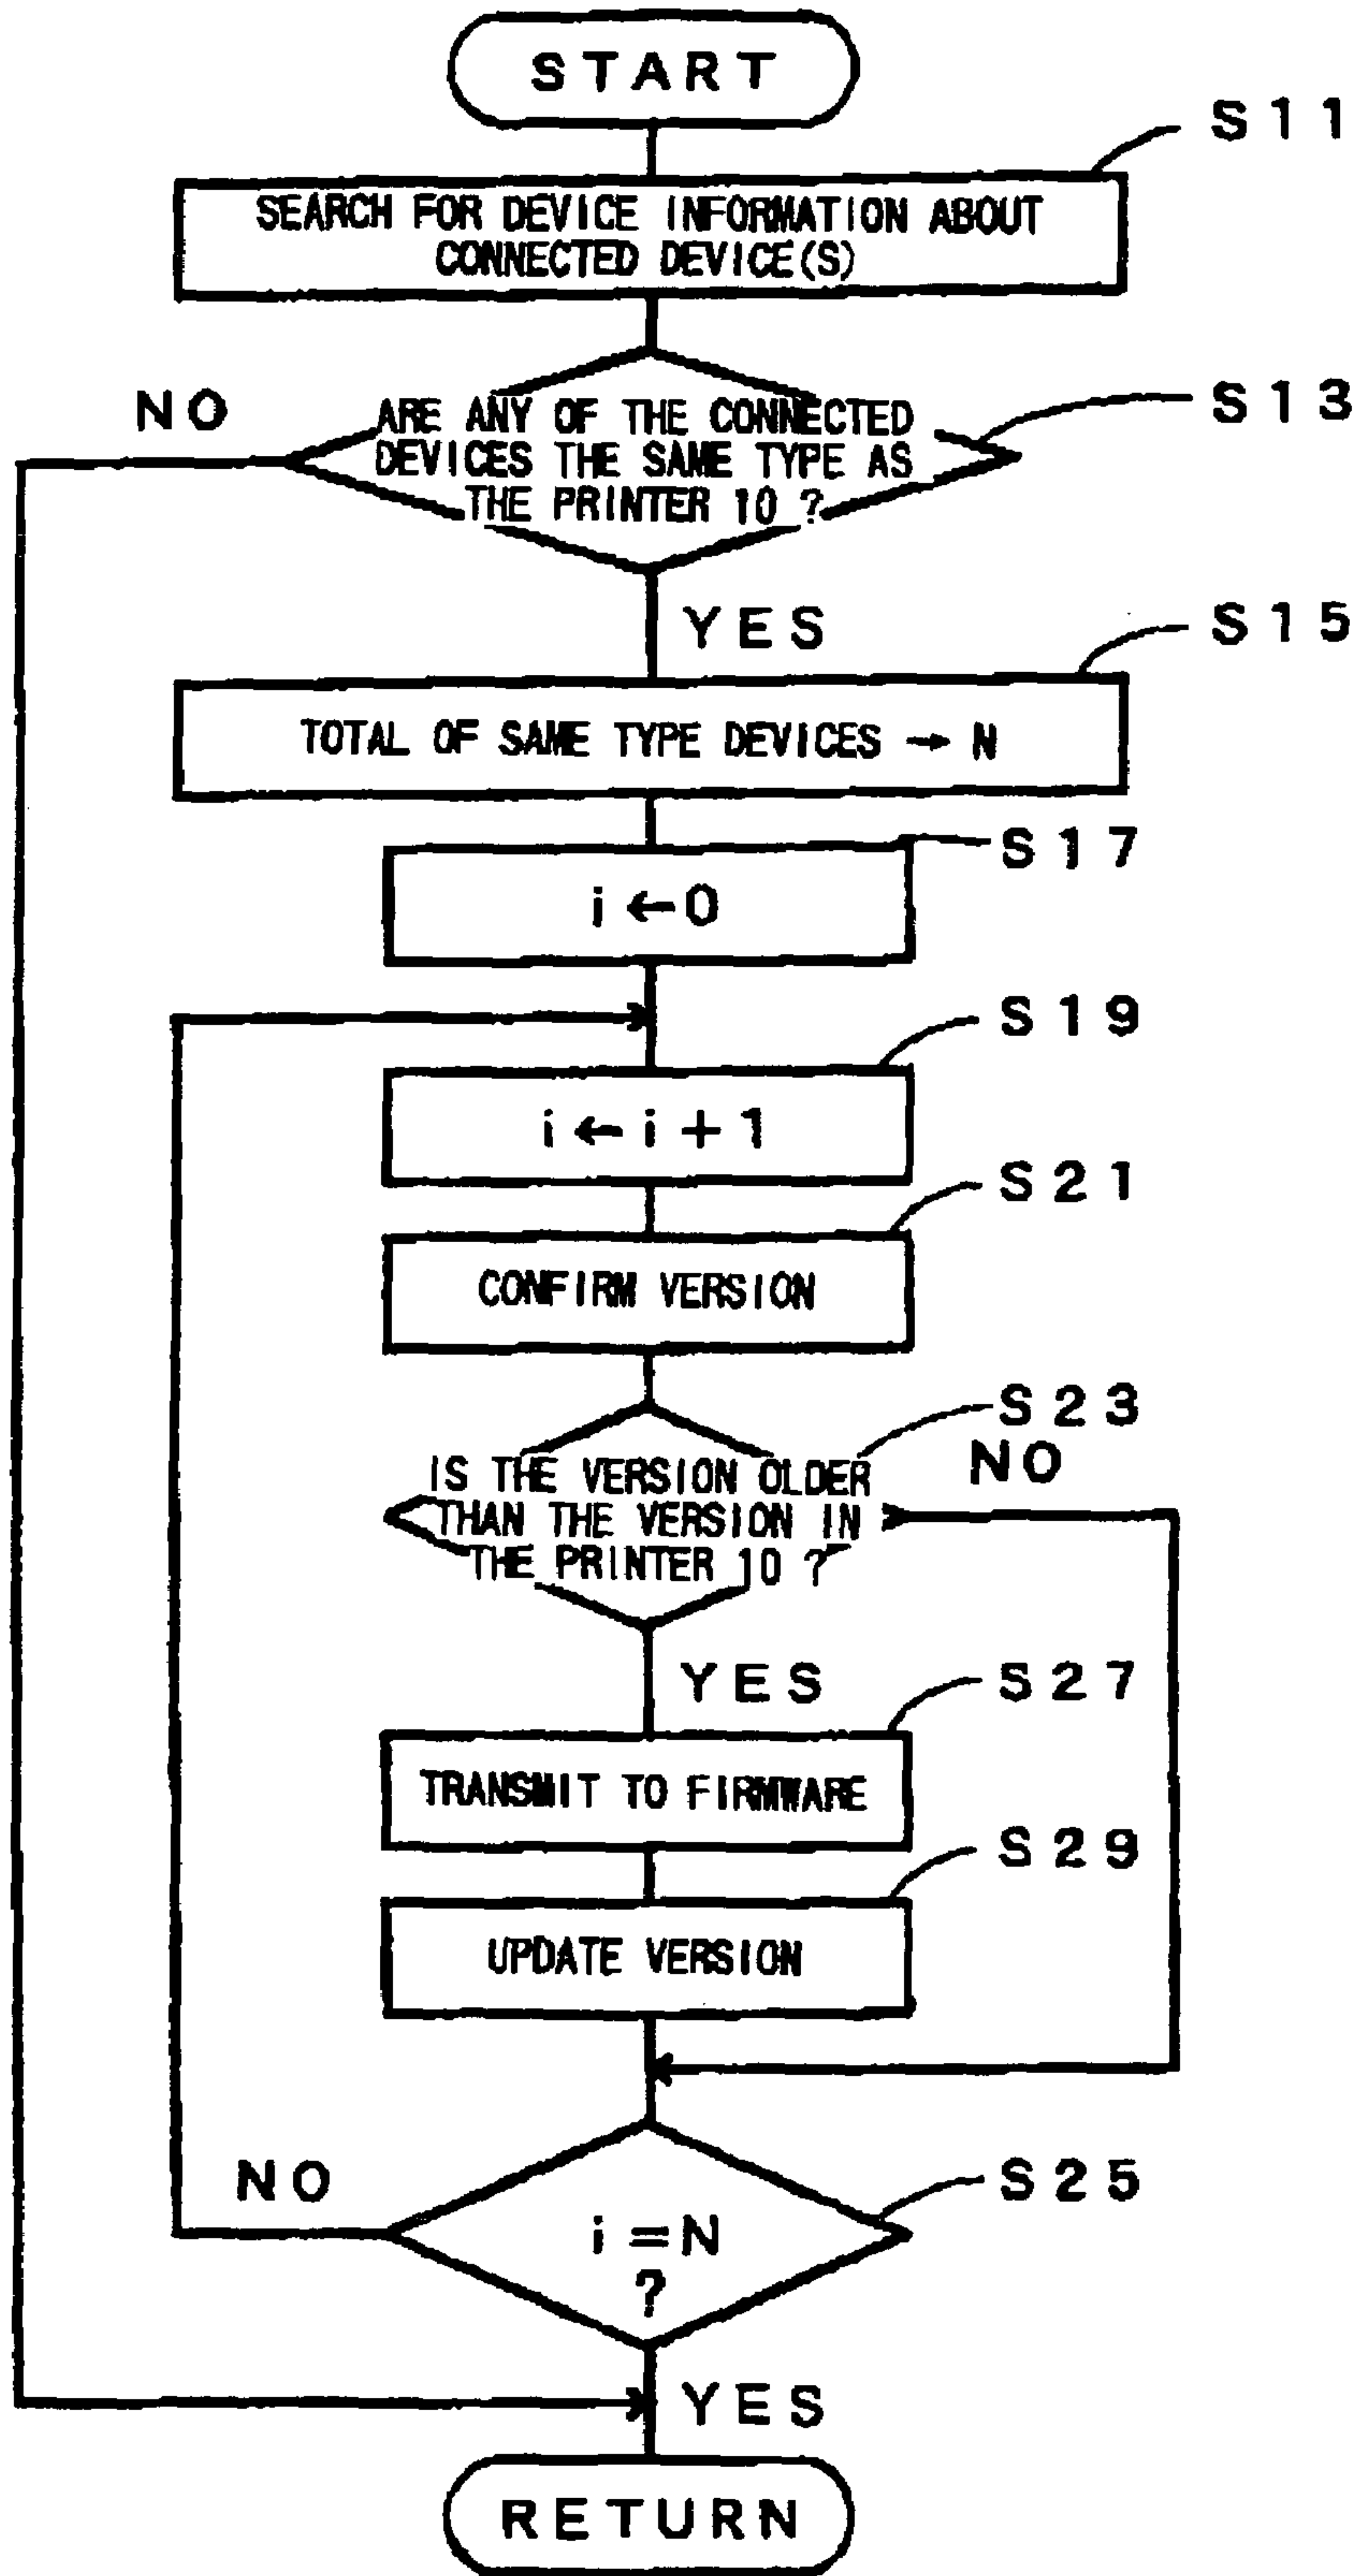 START
S11
SEARCH FOR DEVICE INFORMATION ABOUT
CONNECTED DEVICE(S)
NO
S13
ARE ANY OF THE CONNECTED
DEVICES THE SAME TYPE AS
THE PRINTER 10 ?
YES
S15
TOTAL OF SAME TYPE DEVICES → N
S17
i ← 0
S19
i ← i + 1
S21
CONFIRM VERSION
S23
NO
IS THE VERSION OLDER
THAN THE VERSION IN
THE PRINTER 10 ?
YES
S27
TRANSMIT TO FIRMWARE
S29
UPDATE VERSION
NO
S25
i = N
?
YES
RETURN